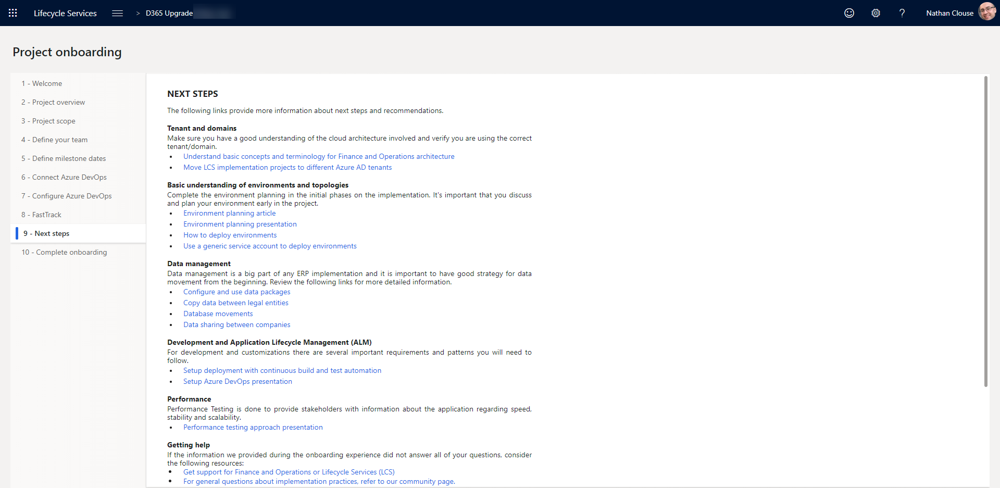 Lifecycle Services > D365 Upgrade ? Nathan Clouse
Project onboarding
1 - Welcome
2 - Project overview
3 - Project scope
4 - Define your team
5 - Define milestone dates
6 - Connect Azure DevOps
7 - Configure Azure DevOps
8 - FastTrack
9 - Next steps
10 - Complete onboarding
NEXT STEPS
The following links provide more information about next steps and recommendations.
Tenant and domains
Make sure you have a good understanding of the cloud architecture involved and verify you are using the correct
tenant/domain.
• Understand basic concepts and terminology for Finance and Operations architecture
• Move LCS implementation projects to different Azure AD tenants
Basic understanding of environments and topologies
Complete the environment planning in the initial phases on the implementation. It's important that you discuss
and plan your environment early in the project.
• Environment planning article
• Environment planning presentation
• How to deploy environments
• Use a generic service account to deploy environments
Data management
Data management is a big part of any ERP implementation and it is important to have good strategy for data
movement from the beginning. Review the following links for more detailed information.
• Configure and use data packages
• Copy data between legal entities
• Database movements
• Data sharing between companies
Development and Application Lifecycle Management (ALM)
For development and customizations there are several important requirements and patterns you will need to
follow.
• Setup deployment with continuous build and test automation
• Setup Azure DevOps presentation
Performance
Performance Testing is done to provide stakeholders with information about the application regarding speed,
stability and scalability.
• Performance testing approach presentation
Getting help
If the information we provided during the onboarding experience did not answer all of your questions, consider
the following resources:
• Get support for Finance and Operations or Lifecycle Services (LCS)
• For general questions about implementation practices, refer to our community page.